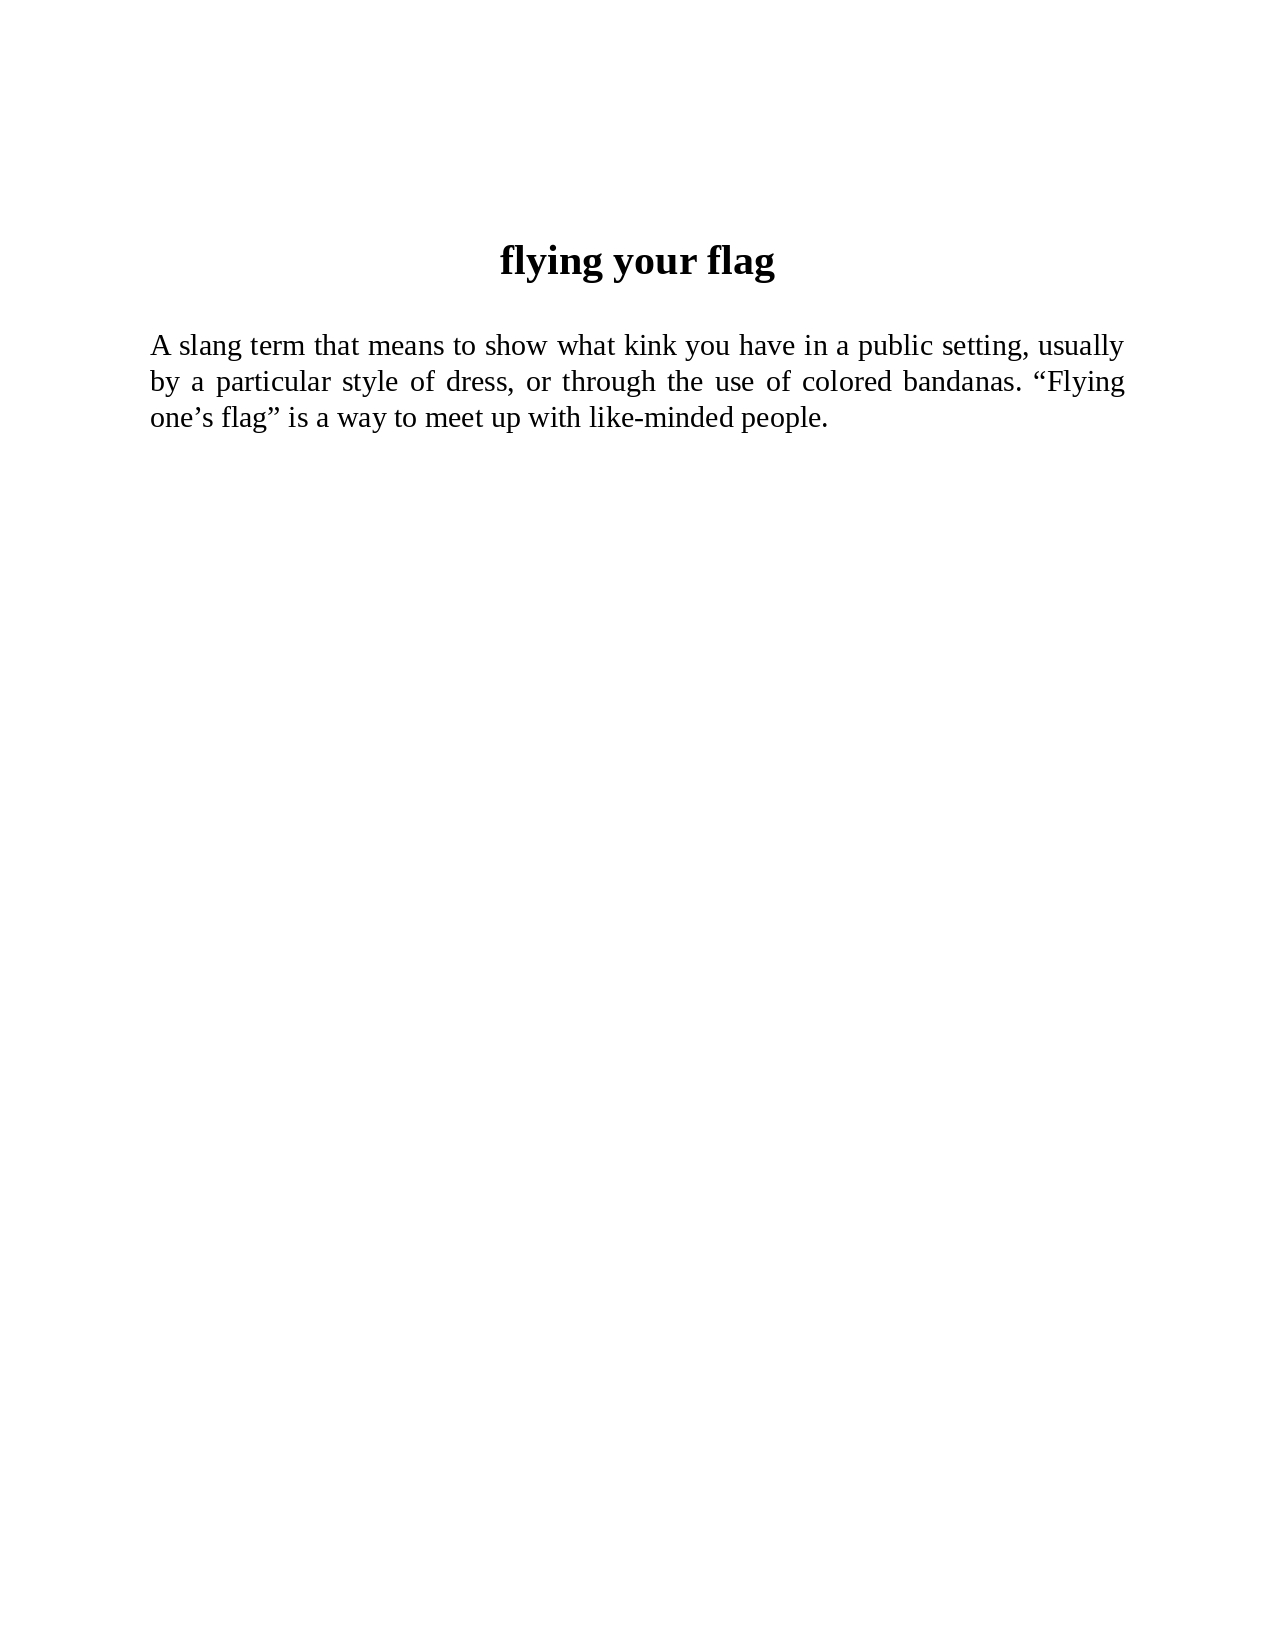 flying your flag
A slang term that means to show what kink you have in a public setting, usually
by a particular style of dress, or through the use of colored bandanas. “Flying
one’s flag” is a way to meet up with like-minded people.